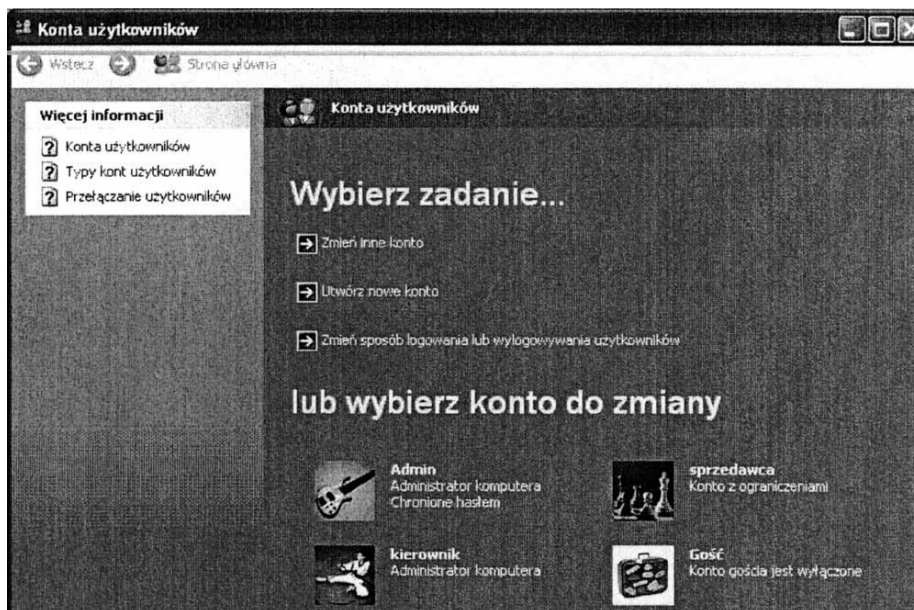 Konta użytkowników
Wstecz
Strona główna
Więcej informacji
Konta użytkowników
Typy kont użytkowników
Przełączanie użytkowników
Konta użytkowników
Wybierz zadanie...
Zmień inne konto
Utwórz nowe konto
Zmień sposób logowania lub wylogowywania użytkowników
lub wybierz konto do zmiany
Admin
Administrator komputera
Chronione hasłem
sprzedawca
Konto z ograniczeniami
kierownik
Administrator komputera
Gość
Konto gościa jest wyłączone